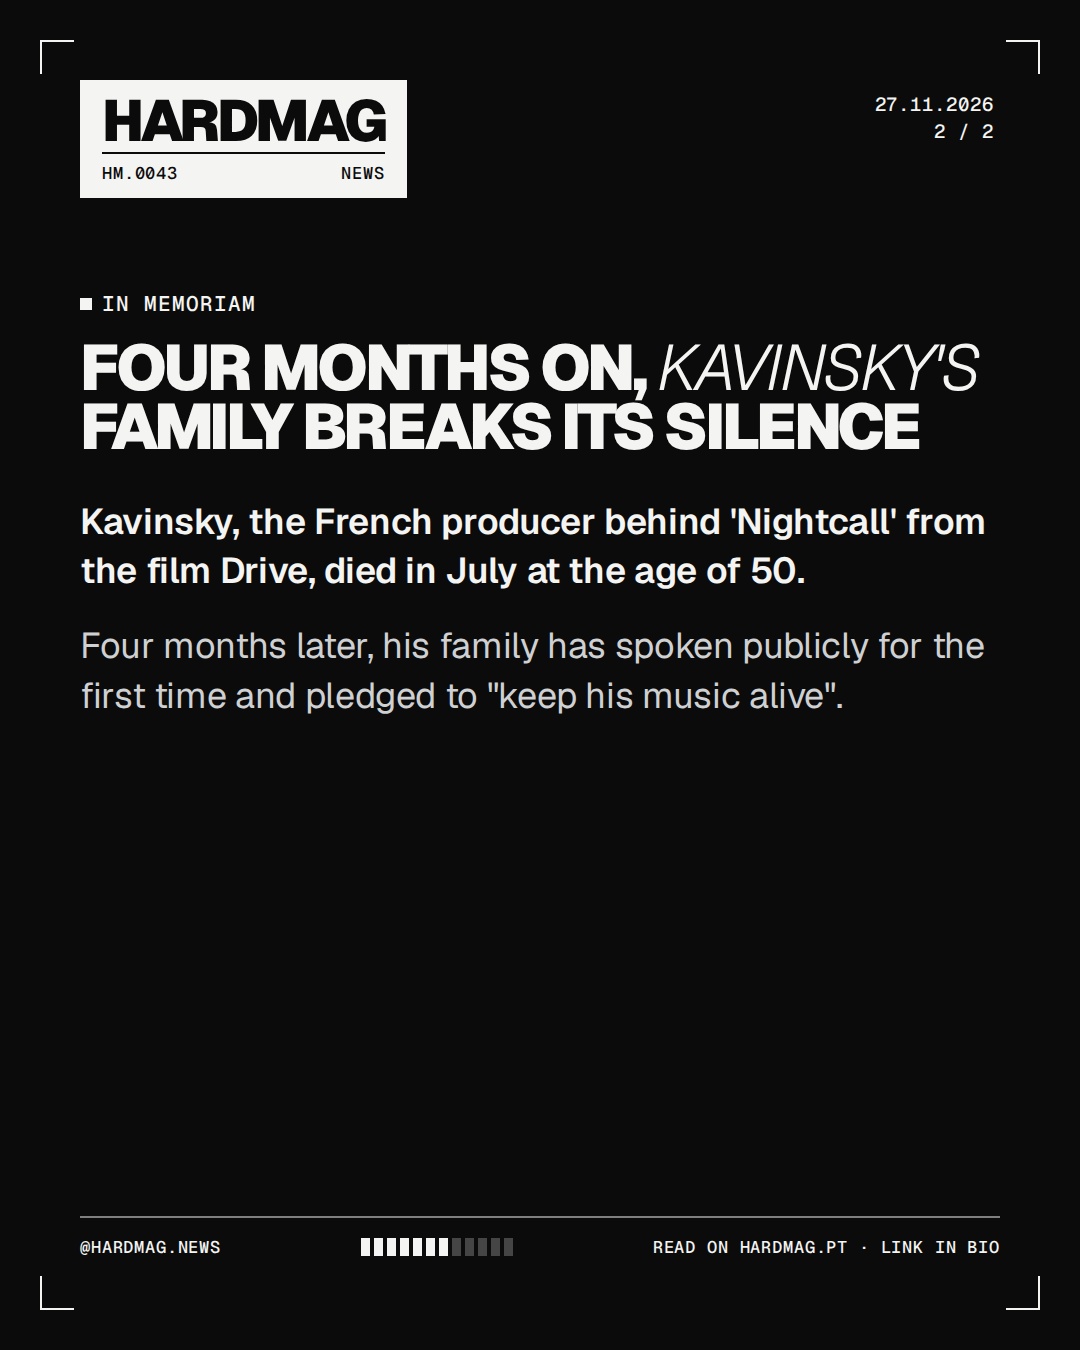 HARDMAG
HM.0043 NEWS
27.11.2026
2 / 2
IN MEMORIAM
FOUR MONTHS ON, KAVINSKY'S
FAMILY BREAKS ITS SILENCE
Kavinsky, the French producer behind 'Nightcall' from
the film Drive, died in July at the age of 50.
Four months later, his family has spoken publicly for the
first time and pledged to "keep his music alive".
@HARDMAG.NEWS
READ ON HARDMAG.PT · LINK IN BIO